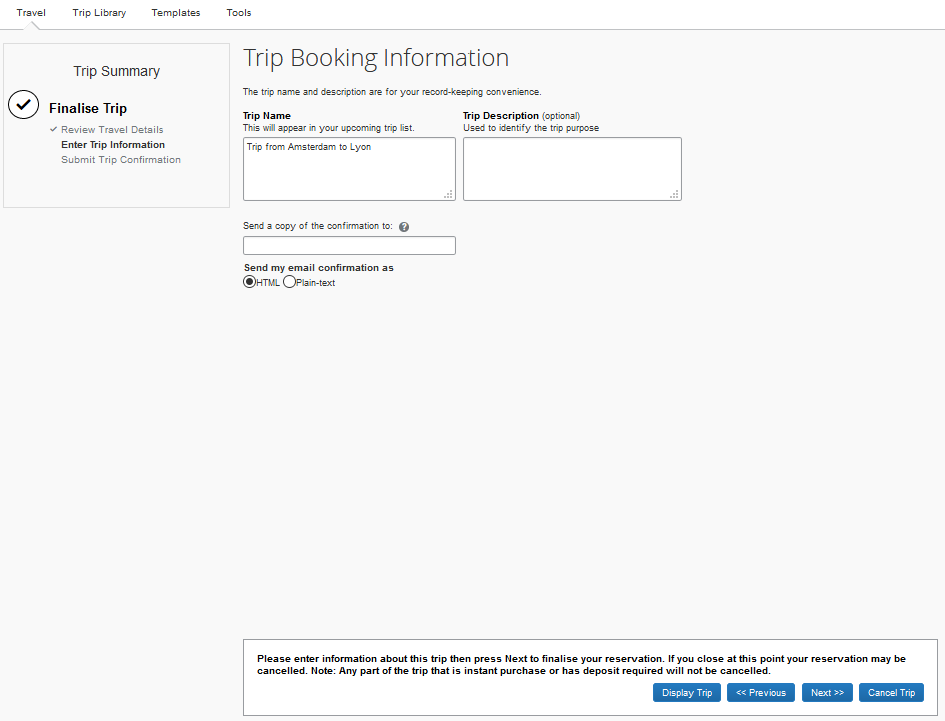 Travel Trip Library Templates Tools
Trip Summary
Finalise Trip
Review Travel Details
Enter Trip Information
Submit Trip Confirmation
Trip Booking Information
The trip name and description are for your record-keeping convenience.
Trip Name
This will appear in your upcoming trip list.
Trip from Amsterdam to Lyon
Trip Description (optional)
Used to identify the trip purpose
Send a copy of the confirmation to: ?
Send my email confirmation as
HTML Plain-text
Please enter information about this trip then press Next to finalise your reservation. If you close at this point your reservation may be
cancelled. Note: Any part of the trip that is instant purchase or has deposit required will not be cancelled.
Display Trip << Previous Next >> Cancel Trip